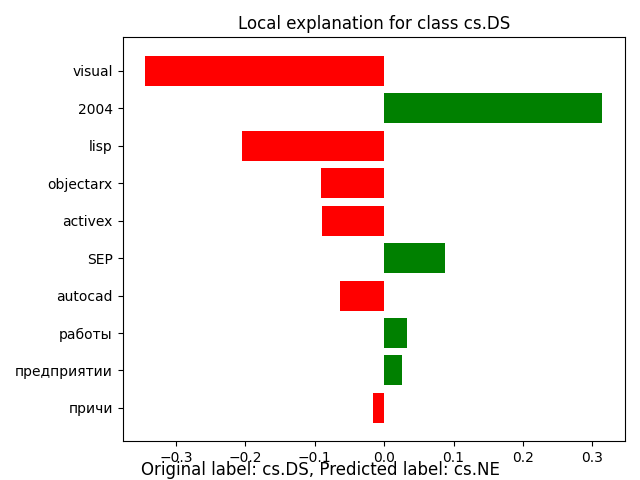 Local explanation for class cs.DS
visual
2004
lisp
objectarx
activex
SEP
autocad
работы
предприятии
причи
−0.3 −0.2 −0.1 0.0 0.1 0.2 0.3
Original label: cs.DS, Predicted label: cs.NE